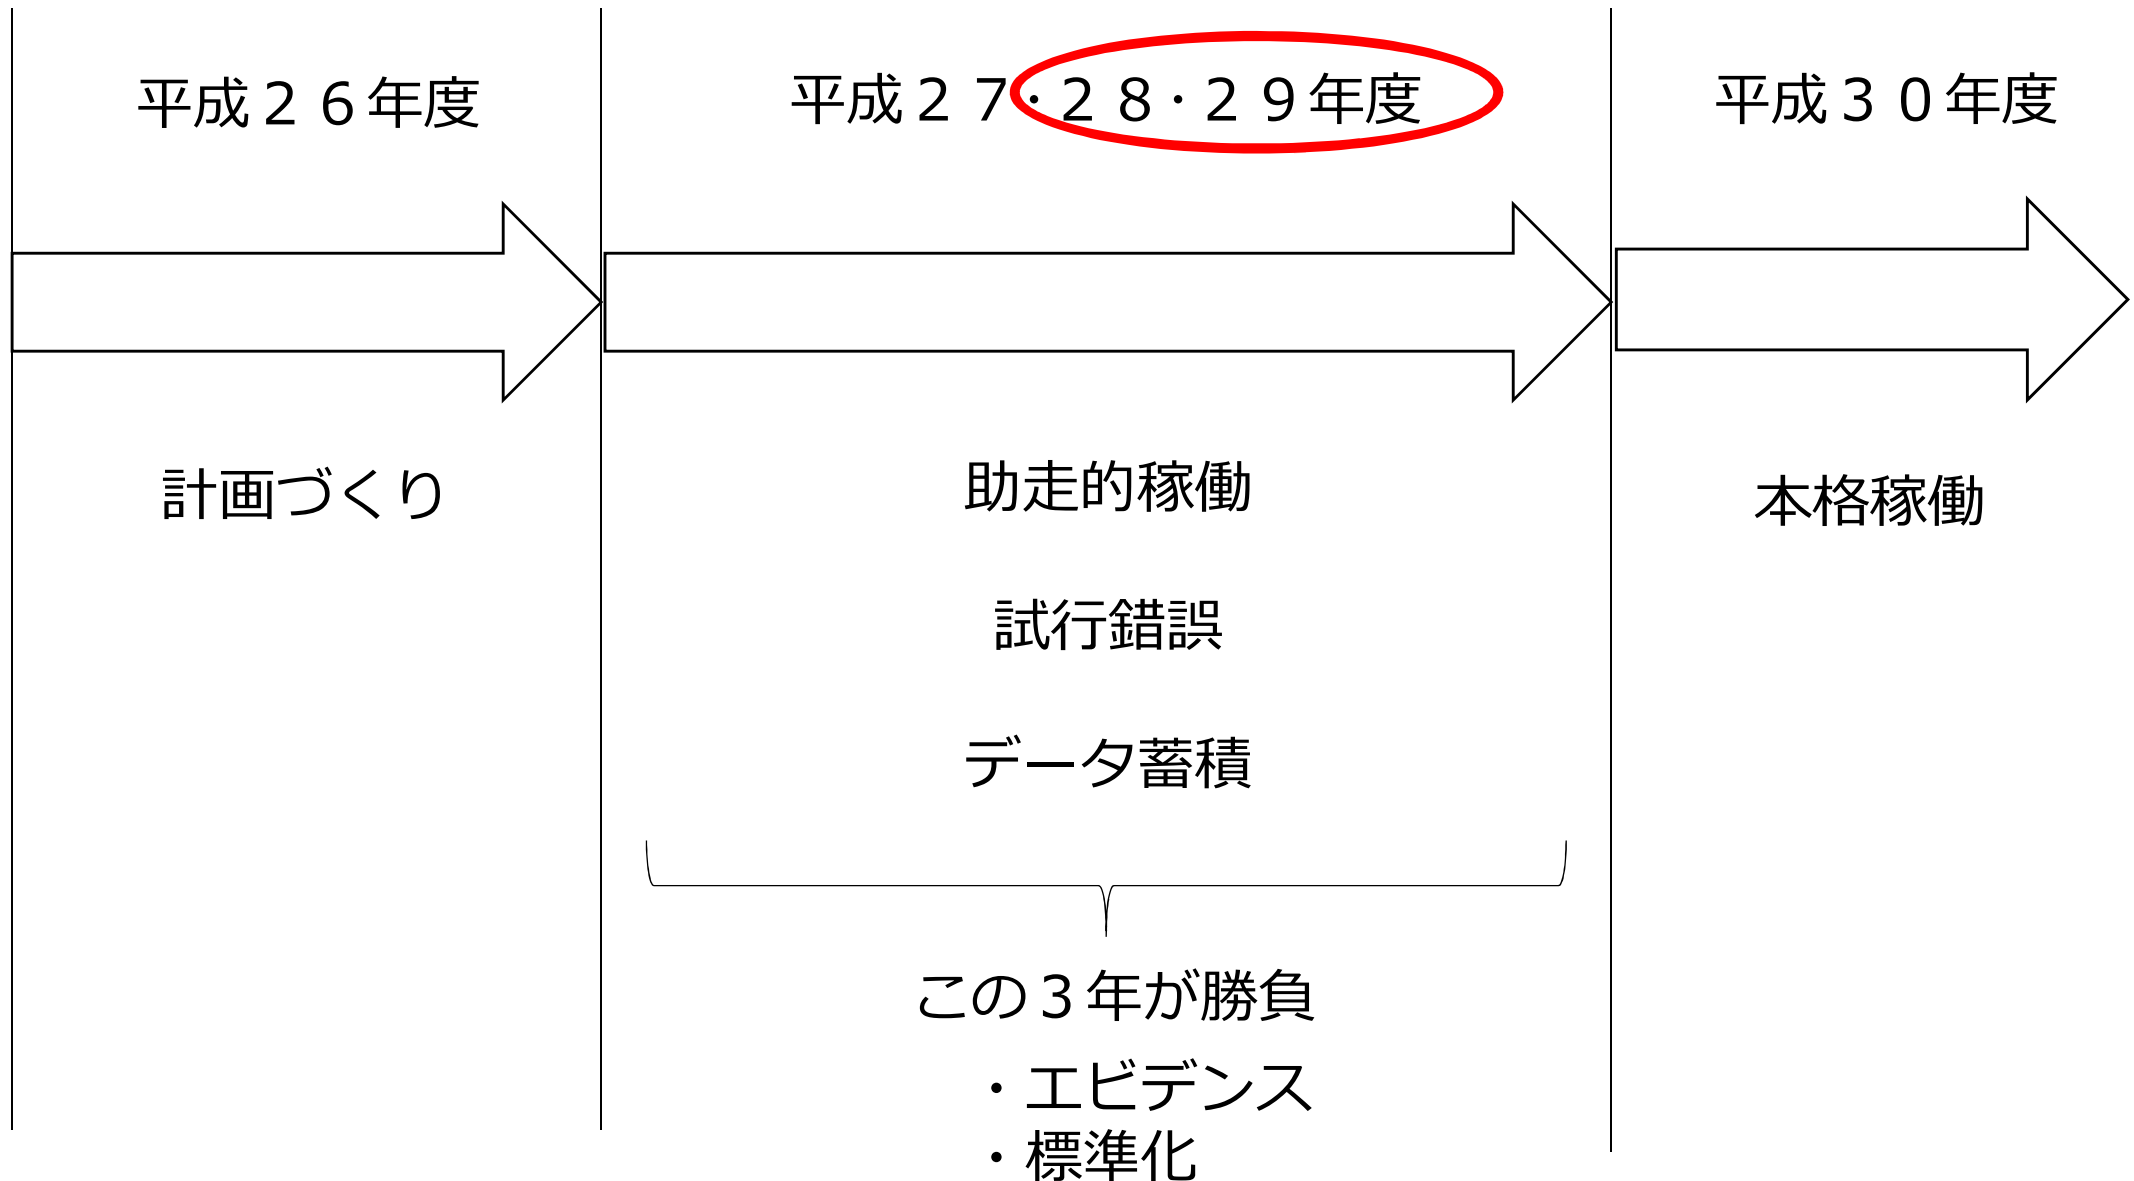 平成２６年度
平成２７・２８・２９年度
平成３０年度
計画づくり
助走的稼働
本格稼働
試行錯誤
データ蓄積
この３年が勝負
・エビデンス
・標準化